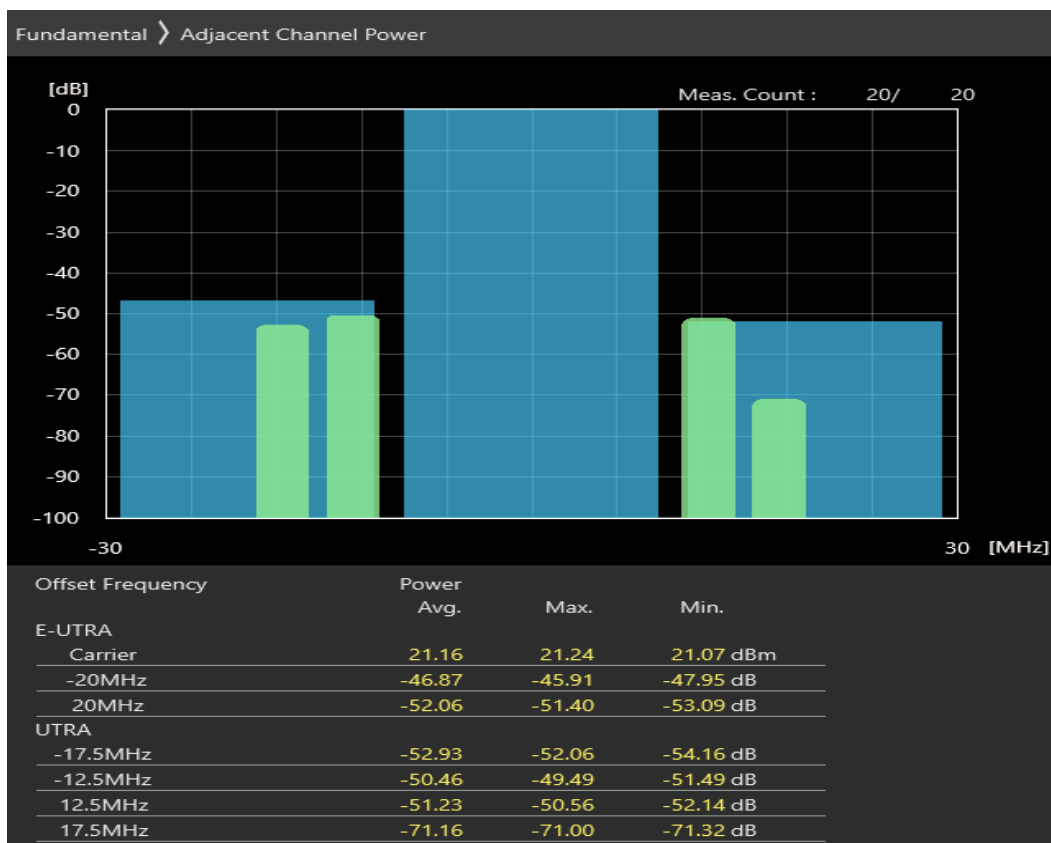 Fundamental 〉 Adjacent Channel Power
[dB]
Meas. Count : 20/ 20
0
-10
-20
-30
-40
-50
-60
-70
-80
-90
-100
-30 30 [MHz]
Offset Frequency Power
Avg. Max. Min.
E-UTRA
Carrier 21.16 21.24 21.07 dBm
-20MHz -46.87 -45.91 -47.95 dB
20MHz -52.06 -51.40 -53.09 dB
UTRA
-17.5MHz -52.93 -52.06 -54.16 dB
-12.5MHz -50.46 -49.49 -51.49 dB
12.5MHz -51.23 -50.56 -52.14 dB
17.5MHz -71.16 -71.00 -71.32 dB